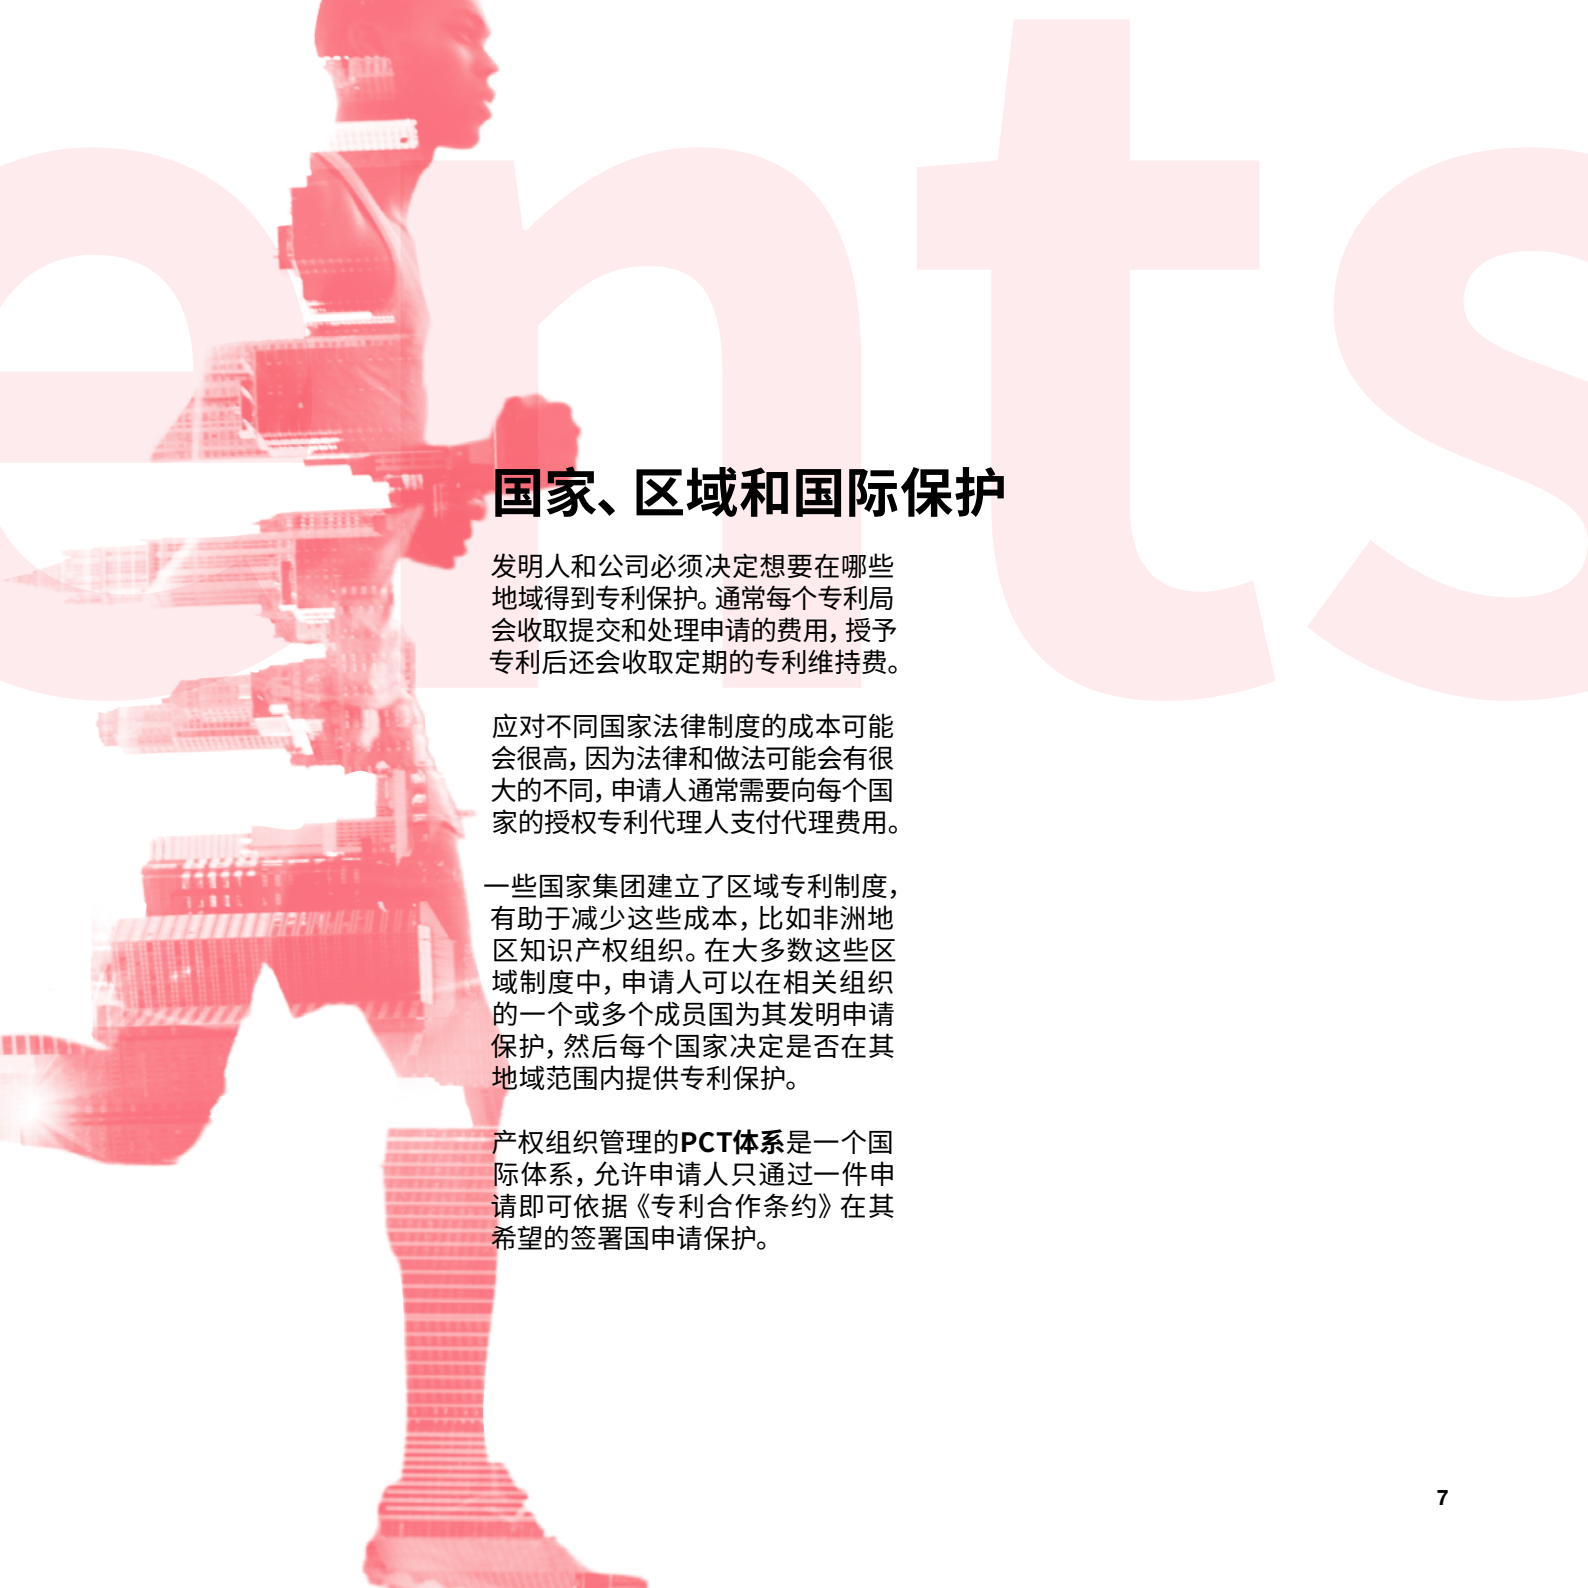 ents
国家、区域和国际保护
发明人和公司必须决定想要在哪些
地域得到专利保护。通常每个专利局
会收取提交和处理申请的费用，授予
专利后还会收取定期的专利维持费。
应对不同国家法律制度的成本可能
会很高，因为法律和做法可能会有很
大的不同，申请人通常需要向每个国
家的授权专利代理人支付代理费用。
一些国家集团建立了区域专利制度，
有助于减少这些成本，比如非洲地
区知识产权组织。在大多数这些区
域制度中，申请人可以在相关组织
的一个或多个成员国为其发明申请
保护，然后每个国家决定是否在其
地域范围内提供专利保护。
产权组织管理的PCT体系是一个国
际体系，允许申请人只通过一件申
请即可依据《专利合作条约》在其
希望的签署国申请保护。
7